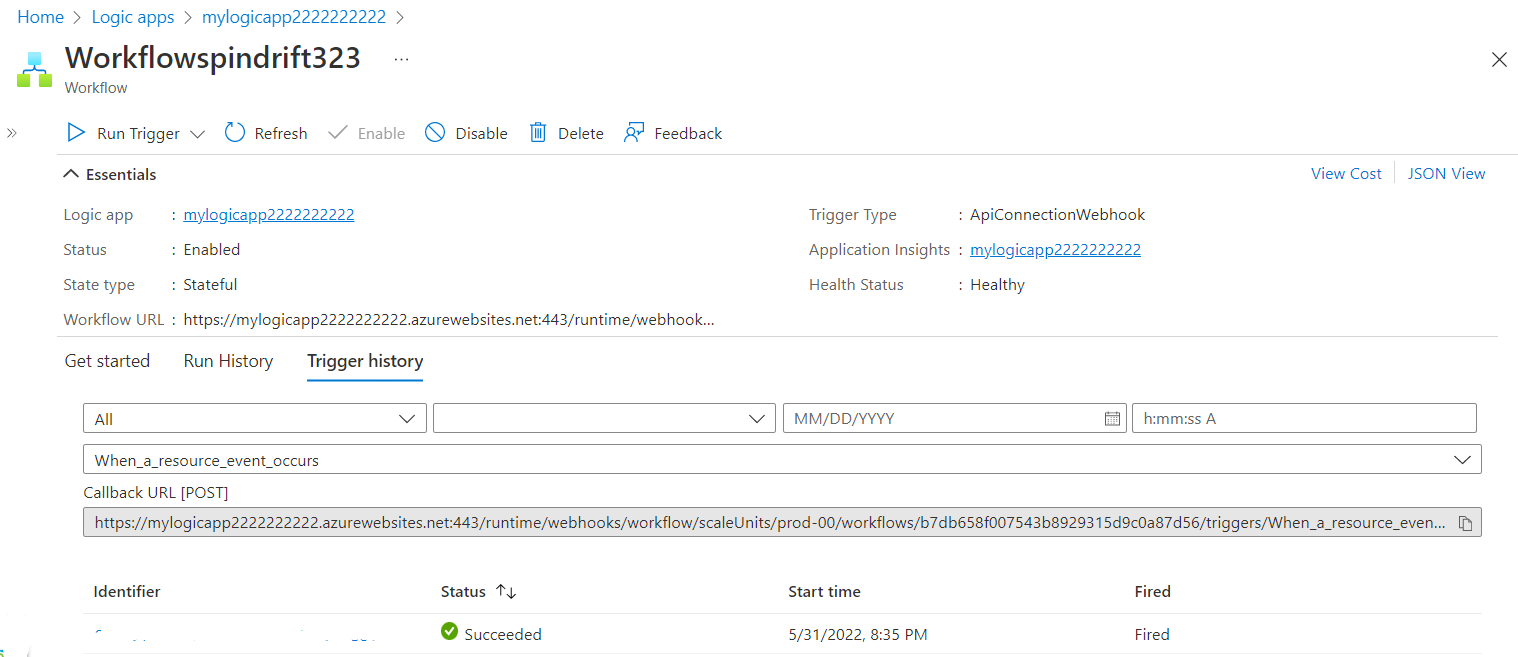 Home > Logic apps > mylogicapp2222222222 >
Workflowspindrift323 ...
Workflow
Run Trigger Refresh Enable Disable Delete Feedback
Essentials View Cost JSON View
Logic app : mylogicapp2222222222 Trigger Type : ApiConnectionWebhook
Status : Enabled Application Insights : mylogicapp2222222222
State type : Stateful Health Status : Healthy
Workflow URL : https://mylogicapp2222222222.azurewebsites.net:443/runtime/webhook...
Get started Run History Trigger history
All MM/DD/YYYY h:mm:ss A
When_a_resource_event_occurs
Callback URL [POST]
https://mylogicapp2222222222.azurewebsites.net:443/runtime/webhooks/workflow/scaleUnits/prod-00/workflows/b7db658f007543b8929315d9c0a87d56/triggers/When_a_resource_even...
Identifier Status Start time Fired
Succeeded 5/31/2022, 8:35 PM Fired